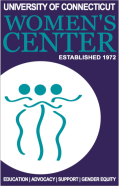 UNIVERSITY OF CONNECTICUT
WOMEN'S
CENTER
ESTABLISHED 1972
EDUCATION | ADVOCACY | SUPPORT | GENDER EQUITY